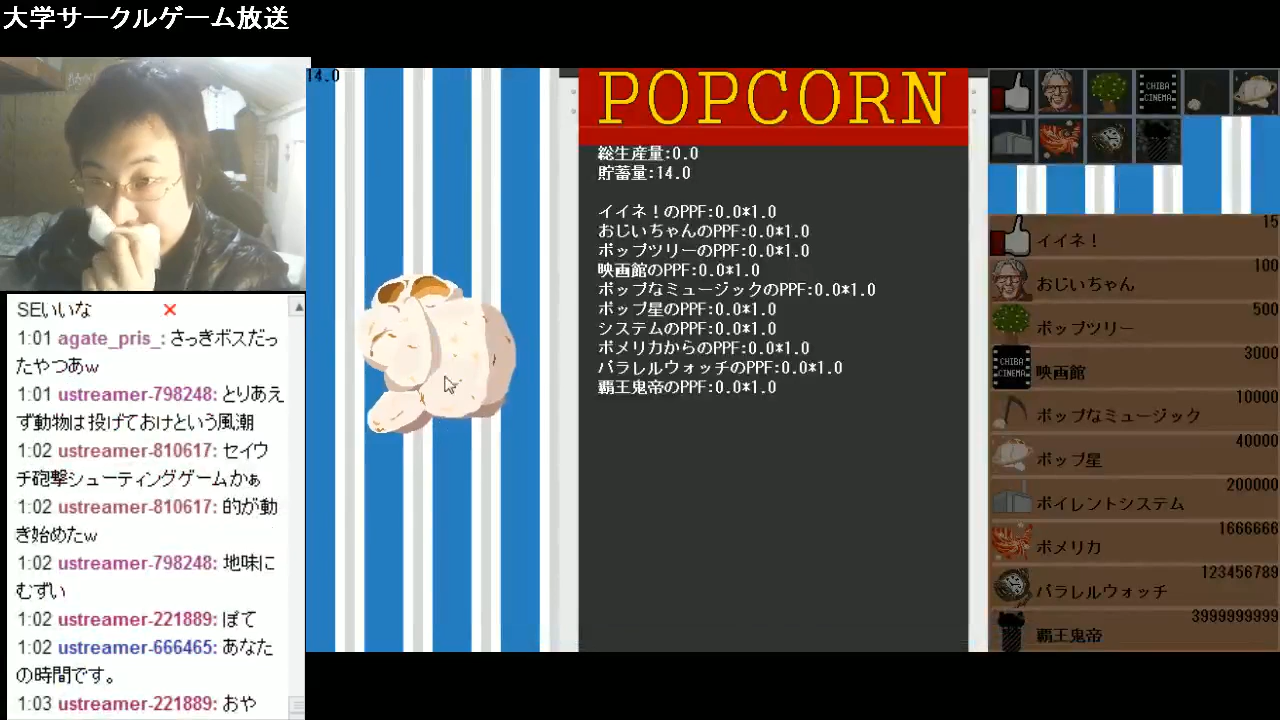 大学サークルゲーム放送
14.0
POPCORN
総生産量:0.0
貯蓄量:14.0
イイネ！のPPF:0.0*1.0
おじいちゃんのPPF:0.0*1.0
ポップツリーのPPF:0.0*1.0
映画館のPPF:0.0*1.0
ポップなミュージックのPPF:0.0*1.0
ポップ星のPPF:0.0*1.0
システムのPPF:0.0*1.0
ポメリカからのPPF:0.0*1.0
パラレルウォッチのPPF:0.0*1.0
覇王鬼帝のPPF:0.0*1.0
CHIBA
CINEMA
15
イイネ！
100
おじいちゃん
500
ポップツリー
3000
CHIBA
CINEMA
映画館
10000
ポップなミュージック
40000
ポップ星
200000
ポイレントシステム
1666666
ポメリカ
123456789
パラレルウォッチ
3999999999
覇王鬼帝
SEいいな
1:01 agate_pris_: さっきボスだっ
たやつあw
1:01 ustreamer-798248: とりあえ
ず動物は投げておけという風潮
1:02 ustreamer-810617: セイウ
チ砲撃シューティングゲームかぁ
1:02 ustreamer-810617: 的が動
き始めたw
1:02 ustreamer-798248: 地味に
むずい
1:02 ustreamer-221889: ぽて
1:02 ustreamer-666465: あなた
の時間です。
1:03 ustreamer-221889: おや